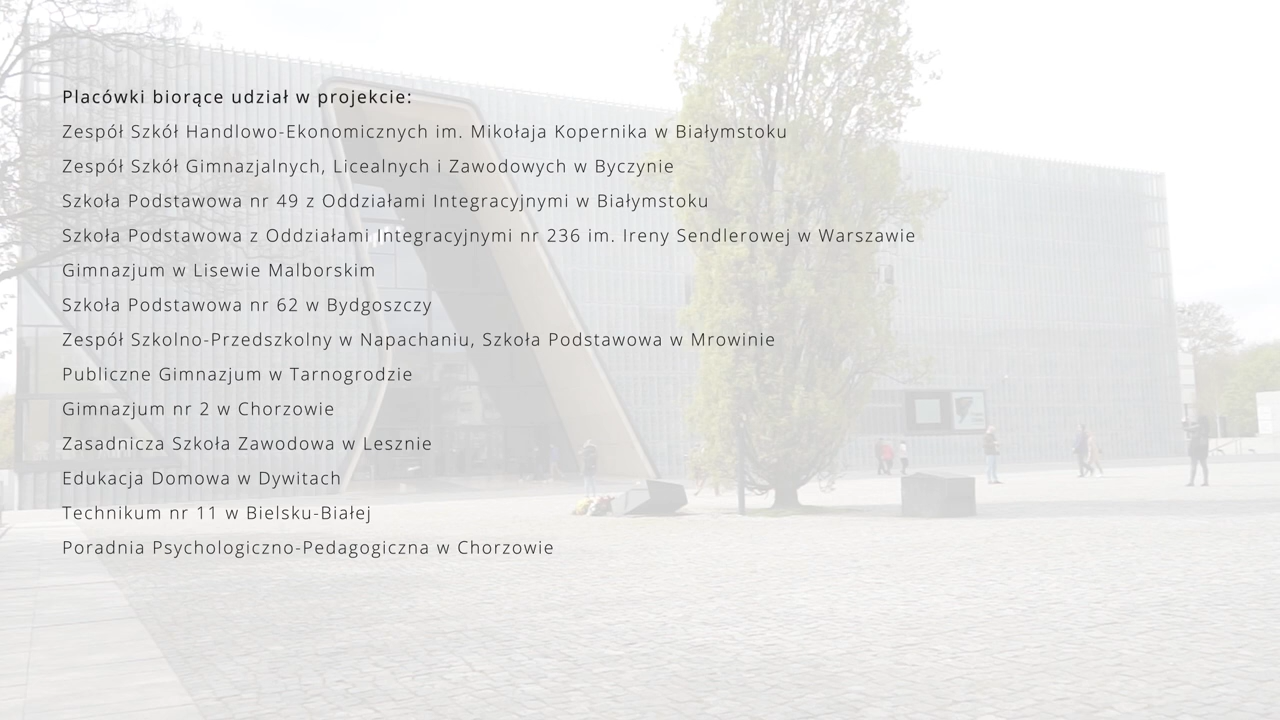 Placówki biorące udział w projekcie:
Zespół Szkół Handlowo-Ekonomicznych im. Mikołaja Kopernika w Białymstoku
Zespół Szkół Gimnazjalnych, Licealnych i Zawodowych w Byczynie
Szkoła Podstawowa nr 49 z Oddziałami Integracyjnymi w Białymstoku
Szkoła Podstawowa z Oddziałami Integracyjnymi nr 236 im. Ireny Sendlerowej w Warszawie
Gimnazjum w Lisewie Malborskim
Szkoła Podstawowa nr 62 w Bydgoszczy
Zespół Szkolno-Przedszkolny w Napachaniu, Szkoła Podstawowa w Mrowinie
Publiczne Gimnazjum w Tarnogrodzie
Gimnazjum nr 2 w Chorzowie
Zasadnicza Szkoła Zawodowa w Lesznie
Edukacja Domowa w Dywitach
Technikum nr 11 w Bielsku-Białej
Poradnia Psychologiczno-Pedagogiczna w Chorzowie